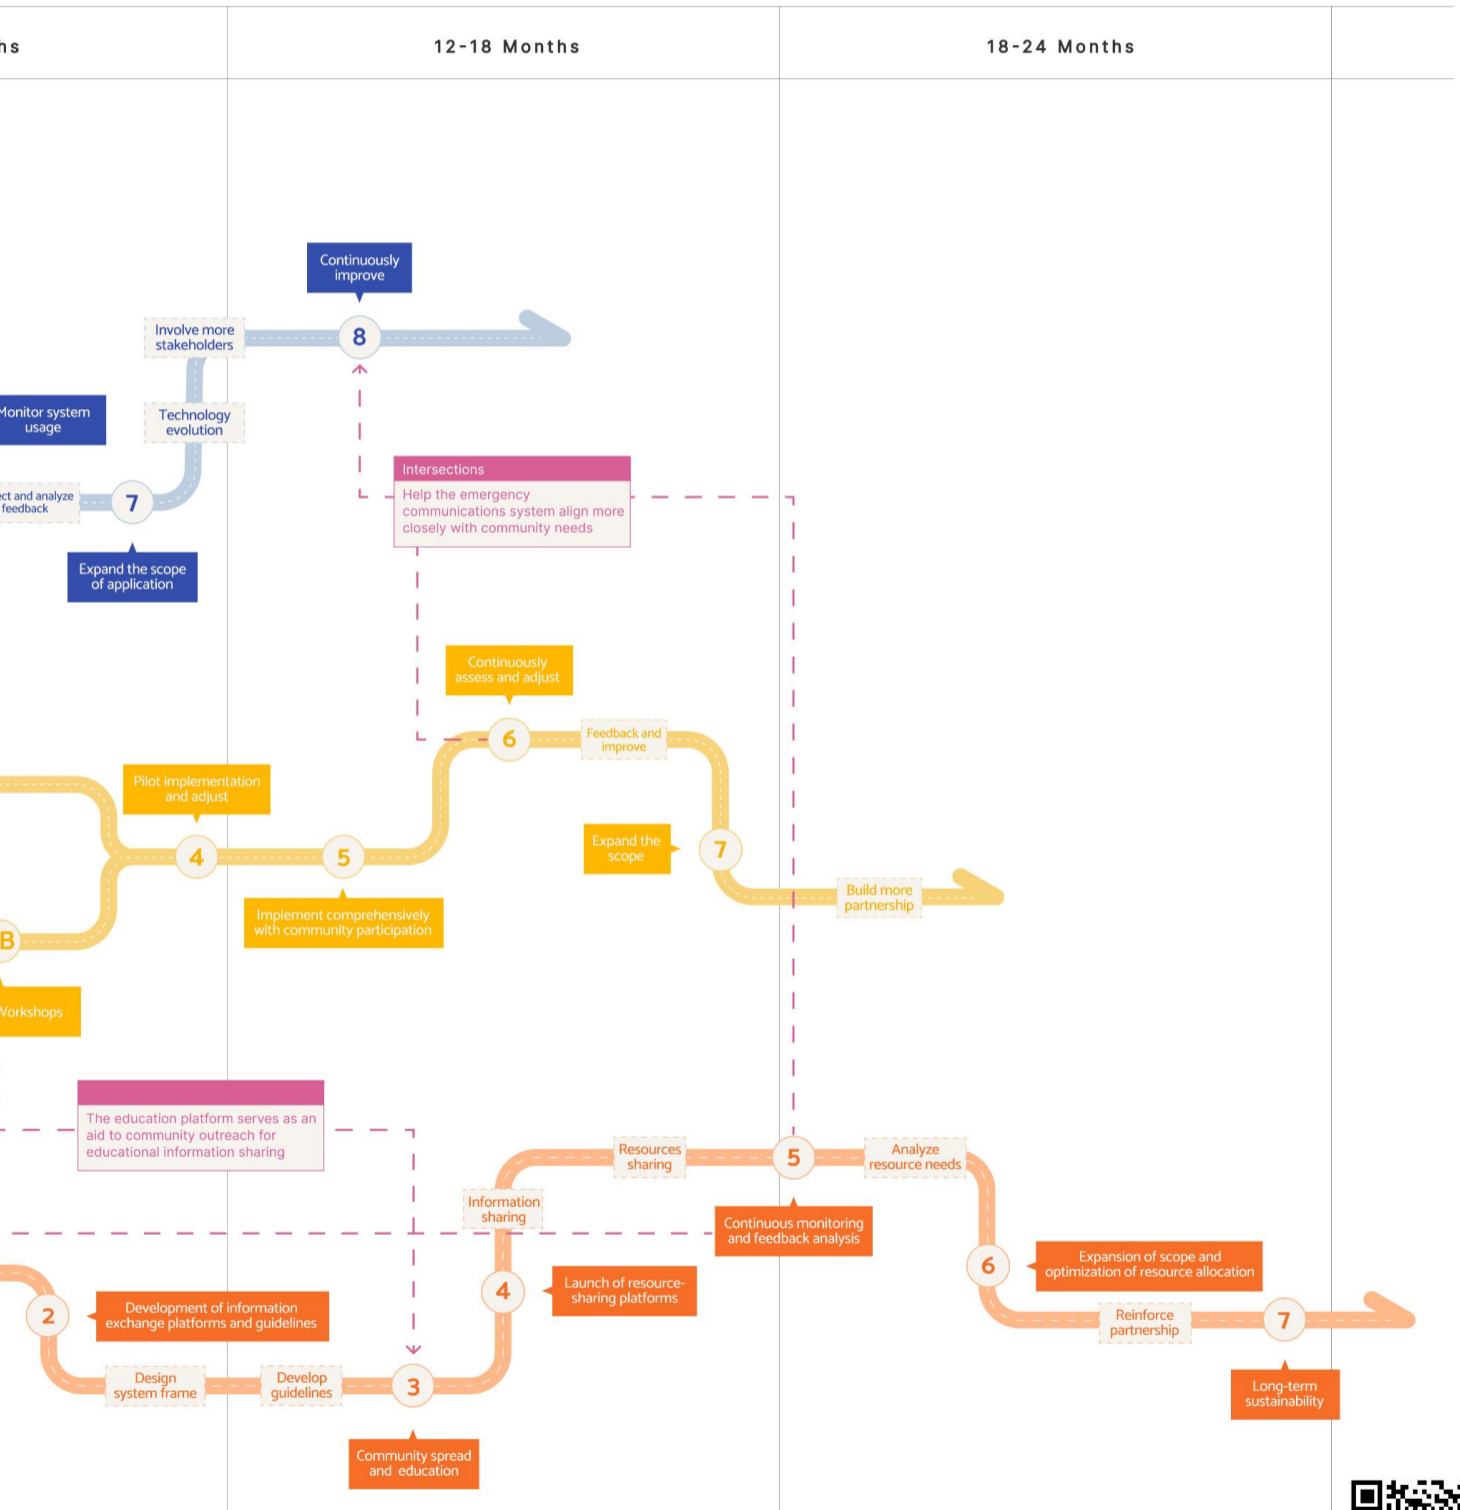 12-18 Months
18-24 Months
Continuously
improve
Involve more
stakeholders
8
Monitor system
usage
Technology
evolution
and analyze
feedback
7
Expand the scope
of application
Intersections
Help the emergency
communications system align more
closely with community needs
Continuously
assess and adjust
6
Feedback and
improve
Pilot implementation
and adjust
4
5
Expand the
scope
7
Implement comprehensively
with community participation
Build more
partnership
B
Workshops
The education platform serves as an
aid to community outreach for
educational information sharing
Resources
sharing
5
Analyze
resource needs
Information
sharing
Continuous monitoring
and feedback analysis
6
Expansion of scope and
optimization of resource allocation
4
Launch of resource-
sharing platforms
2
Development of information
exchange platforms and guidelines
Reinforce
partnership
7
Design
system frame
Develop
guidelines
3
Long-term
sustainability
Community spread
and education